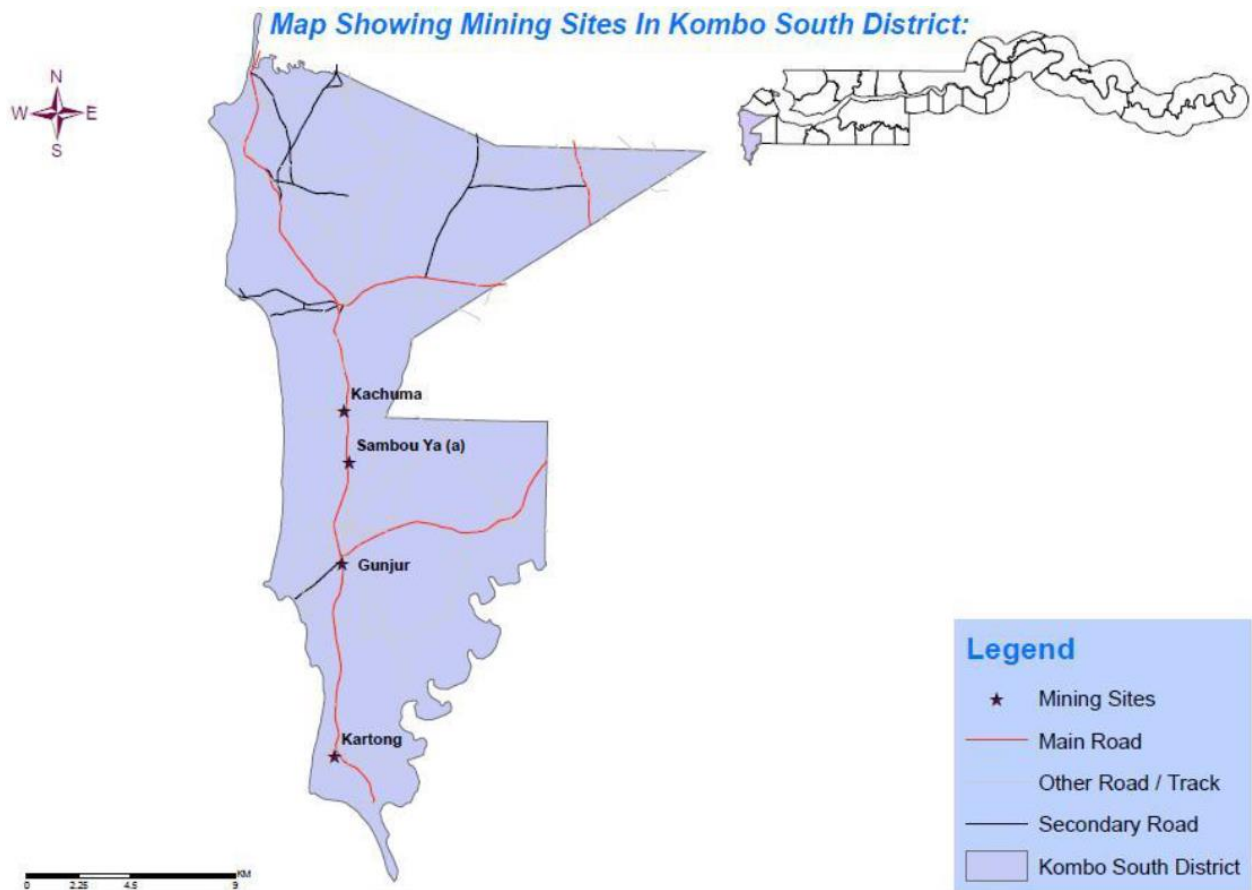 Map Showing Mining Sites In Kombo South District:
N
W E
S
Kachuma
Sambou Ya (a)
Gunjur
Kartong
Legend
Mining Sites
Main Road
Other Road / Track
Secondary Road
Kombo South District
KM
0 2.25 4.5 9